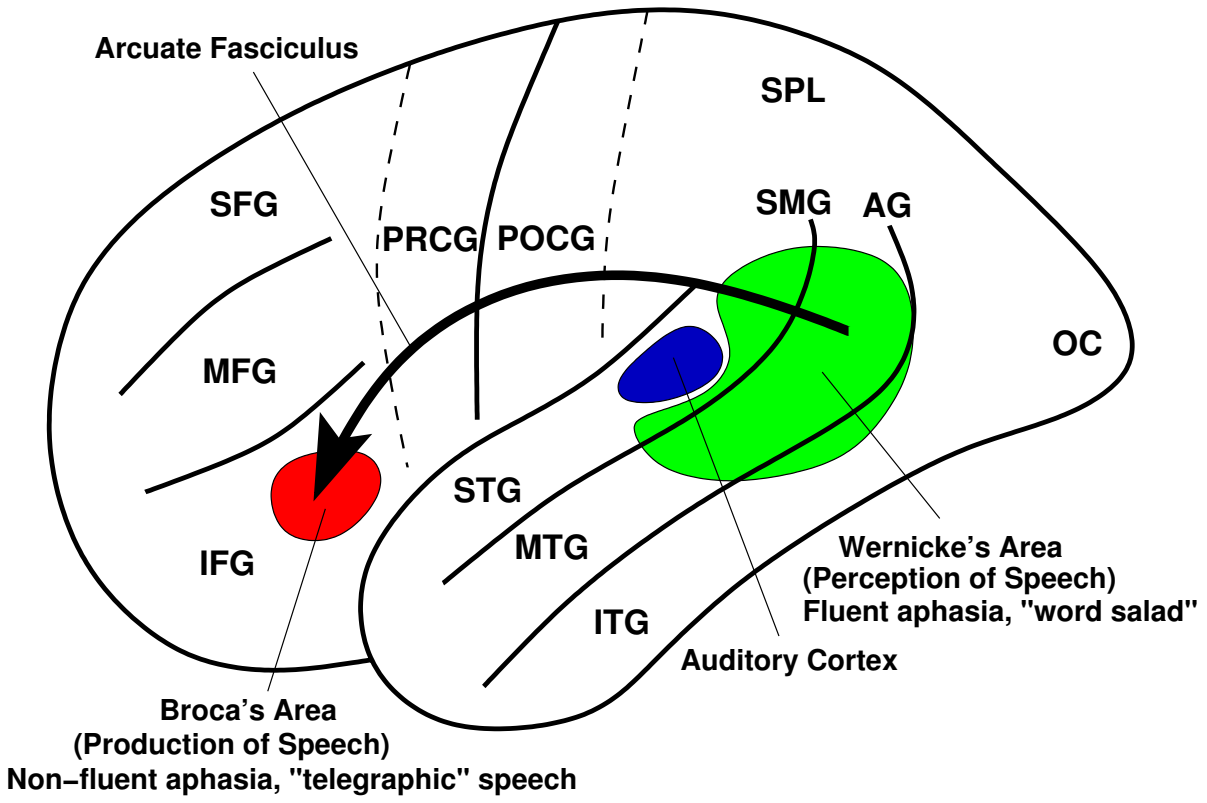 Arcuate Fasciculus
SPL
SFG
SMG
AG
PRCG
POCG
OC
MFG
STG
MTG
IFG
ITG
Wernicke's Area
(Perception of Speech)
Fluent aphasia, "word salad"
Auditory Cortex
Broca's Area
(Production of Speech)
Non−fluent aphasia, "telegraphic" speech